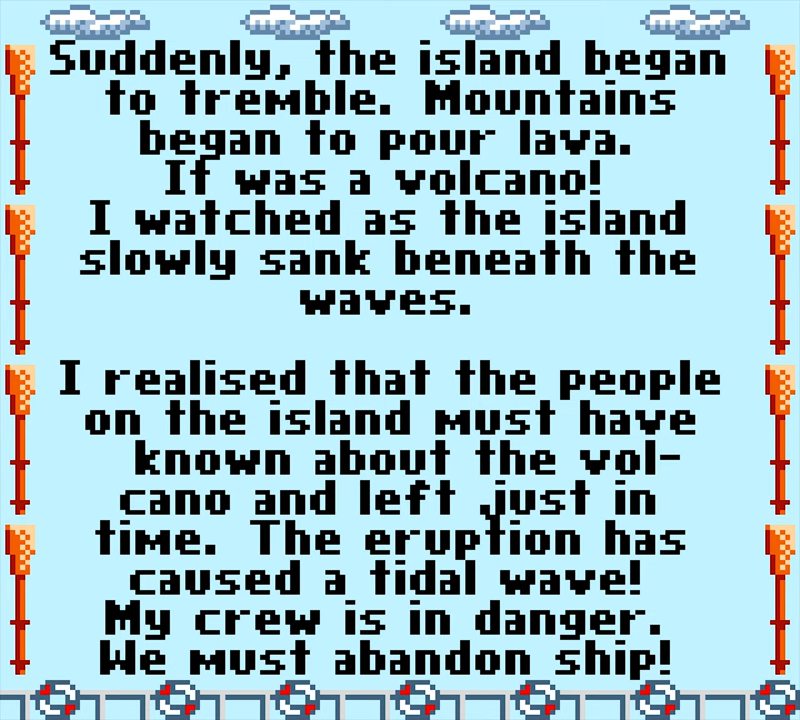 Suddenly, the island began
to tremble. Mountains
began to pour lava.
It was a volcano!
I watched as the island
slowly sank beneath the
waves.
I realised that the people
on the island must have
known about the vol-
cano and left just in
time. The eruption has
caused a tidal wave!
My crew is in danger.
We must abandon ship!